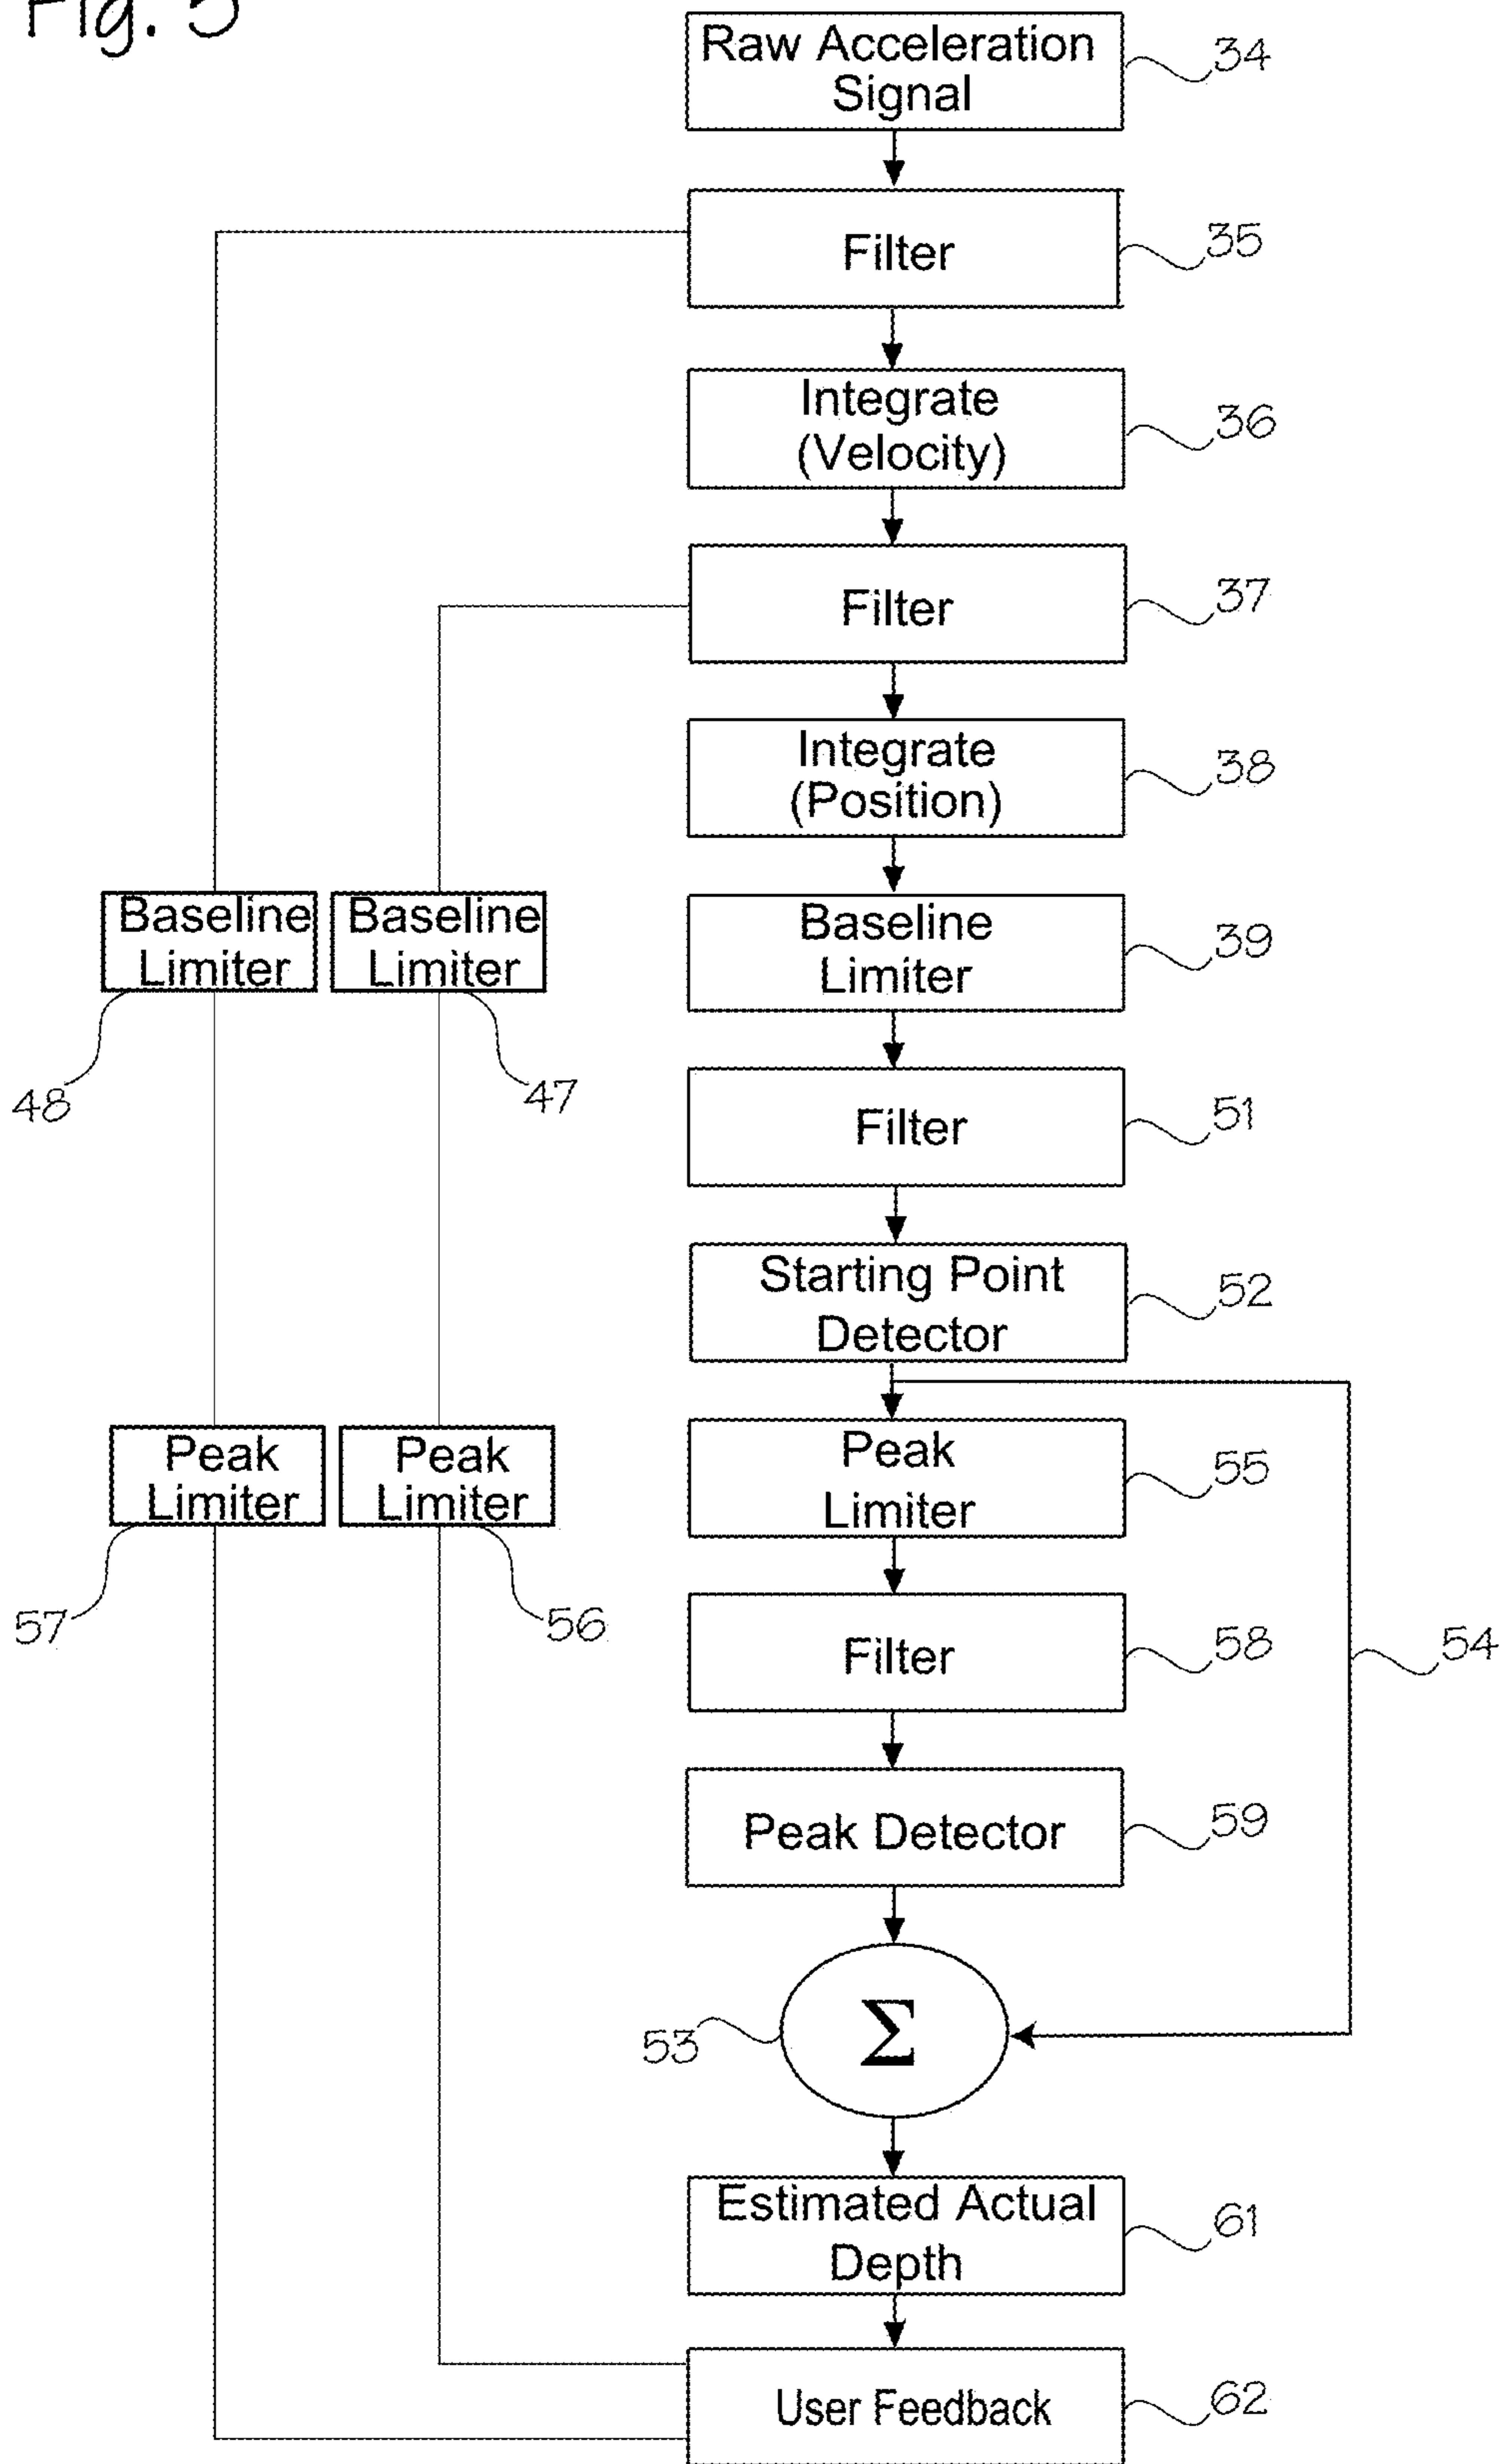 Fig. 5
Raw Acceleration
Signal
34
Filter
35
Integrate
(Velocity)
36
Filter
37
Integrate
(Position)
38
Baseline
Limiter
48
Baseline
Limiter
47
Baseline
Limiter
39
Filter
51
Starting Point
Detector
52
Peak
Limiter
57
Peak
Limiter
56
Peak
Limiter
55
Filter
58
54
Peak Detector
59
Σ
53
Estimated Actual
Depth
61
User Feedback
62